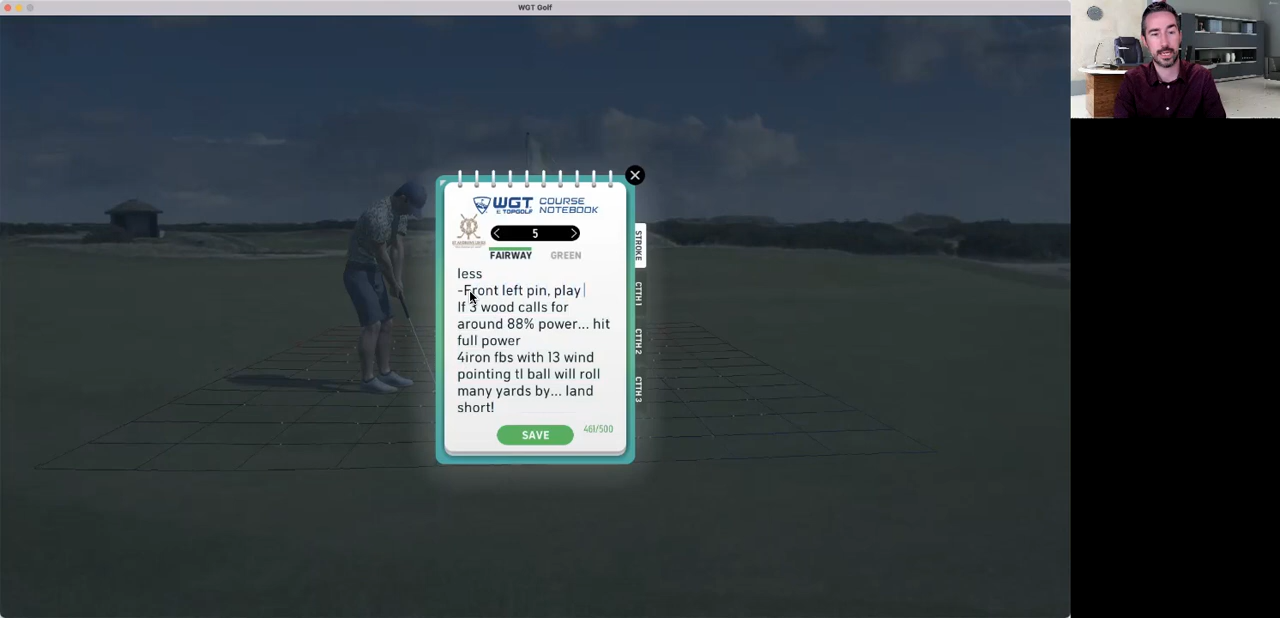 WGT Golf
WGT COURSE
BY TOPGOLF NOTEBOOK
< 5 >
FAIRWAY GREEN
less
-Front left pin, play
If 3 wood calls for
around 88% power... hit
full power
4iron fbs with 13 wind
pointing tl ball will roll
many yards by... land
short!
SAVE
461/500
STROKE
CTTH 1
CTTH 2
CTTH 3